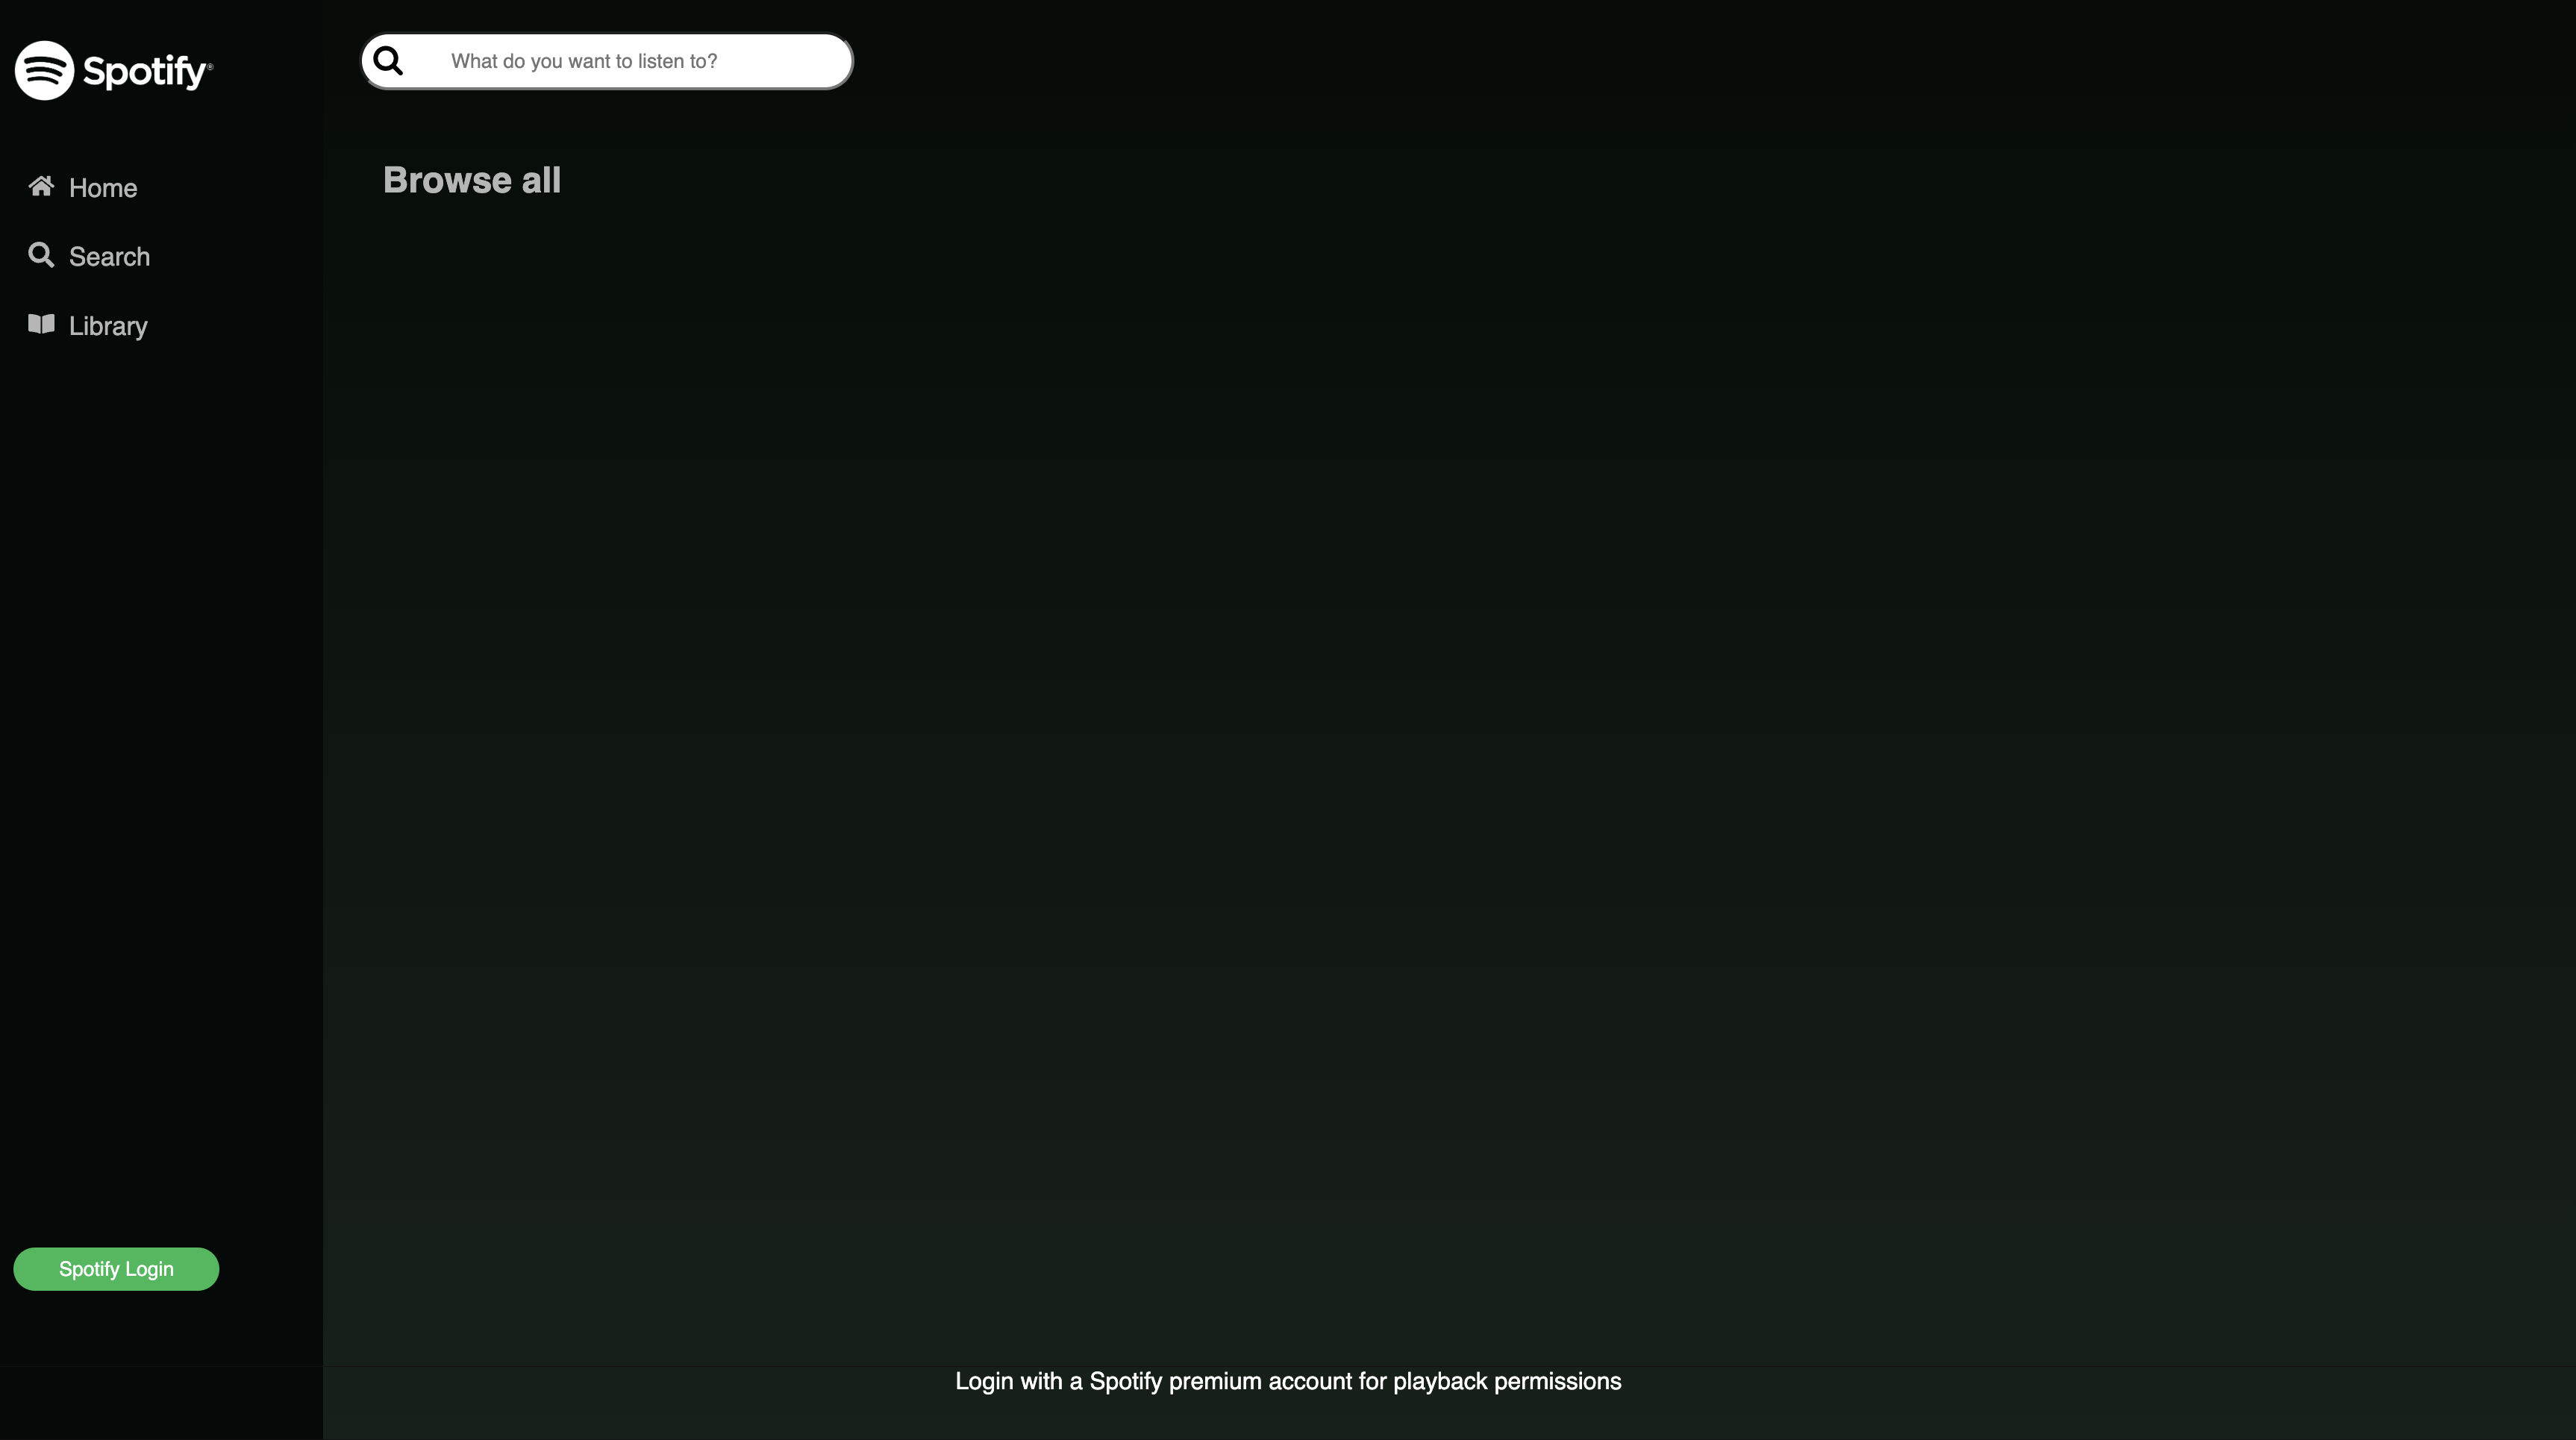 Spotify®
What do you want to listen to?
Browse all
Home
Search
Library
Spotify Login
Login with a Spotify premium account for playback permissions